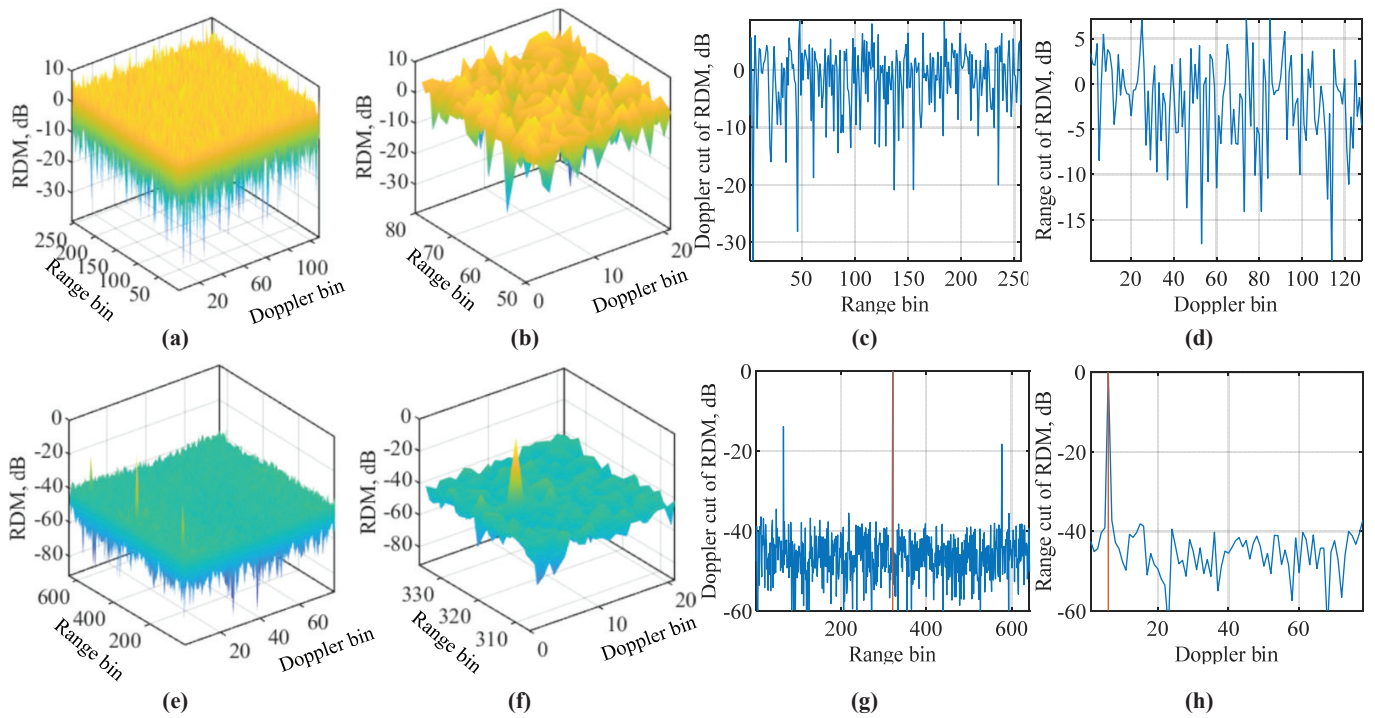 RDM, dB
10
0
-10
-20
-30
250
200
150
100
50
Range bin
20
60
100
Doppler bin
(a)
RDM, dB
10
0
-10
-20
-30
80
70
60
50
Range bin
0
10
20
Doppler bin
(b)
Doppler cut of RDM, dB
0
-10
-20
-30
50
100
150
200
250
Range bin
(c)
Range cut of RDM, dB
5
0
-5
-10
-15
20
40
60
80
100
120
Doppler bin
(d)
RDM, dB
0
-20
-40
-60
-80
600
400
200
Range bin
20
40
60
Doppler bin
(e)
RDM, dB
0
-20
-40
-60
-80
330
320
310
Range bin
0
10
20
Doppler bin
(f)
Doppler cut of RDM, dB
0
-20
-40
-60
200
400
600
Range bin
(g)
Range cut of RDM, dB
0
-20
-40
-60
20
60
Doppler bin
(h)